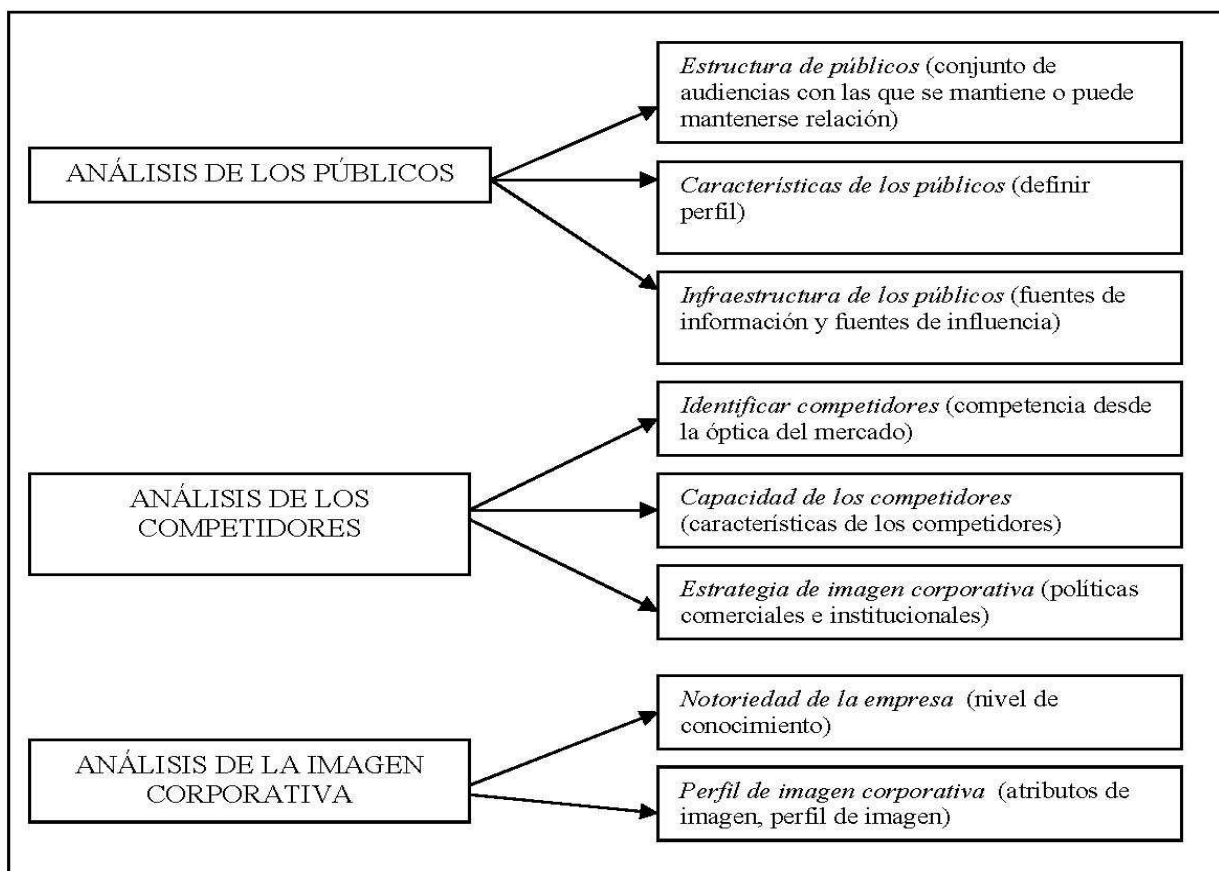 ANÁLISIS DE LOS PÚBLICOS
Estructura de públicos (conjunto de
audiencias con las que se mantiene o puede
mantenerse relación)
Característícas de los públicos (definir
perfil)
Infraestructura de los públicos (fuentes de
información y fuentes de influencia)
ANÁLISIS DE LOS
COMPETIDORES
Identificar competidores (competencia desde
la óptica del mercado)
Capacidad de los competidores
(características de los competidores)
Estrategia de imagen corporativa (políticas
comerciales e institucionales)
ANÁLISIS DE LA IMAGEN
CORPORATIVA
Notoriedad de la empresa (nivel de
conocimiento)
Perfil de imagen corporativa (atributos de
imagen, perfil de imagen)